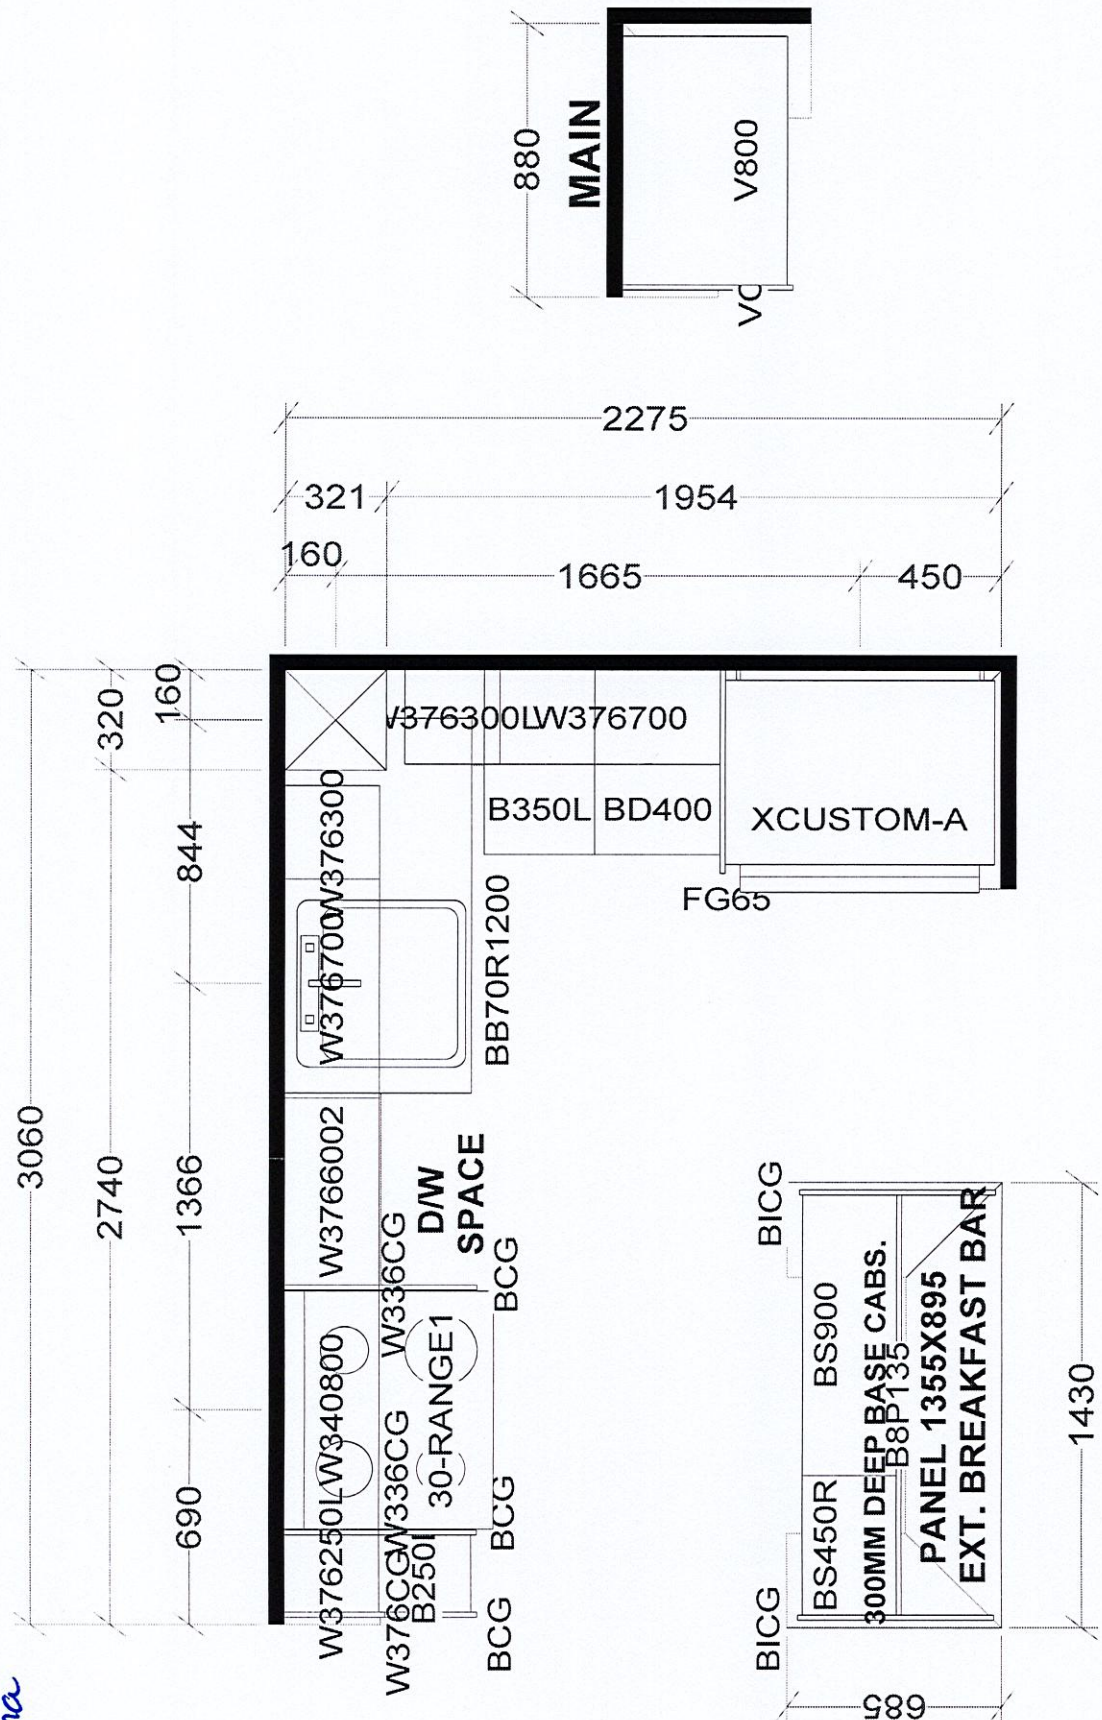 880
MAIN
V800
2275
321
1954
160
1665
450
3060
320
160
2740
844
1366
690
W376300L
W376700
B350L
BD400
XCUSTOM-A
FG65
W376300
W376700
BB70R1200
W3766002
D/W
SPACE
W336CG
BCG
W340800
30-RANGE1
W336CG
BCG
W376250L
W376CG
BCG
BICG
BS900
BS450R
300MM DEEP BASE CABS.
B8P135
PANEL 1355X895
EXT. BREAKFAST BAR
BICG
1430
685